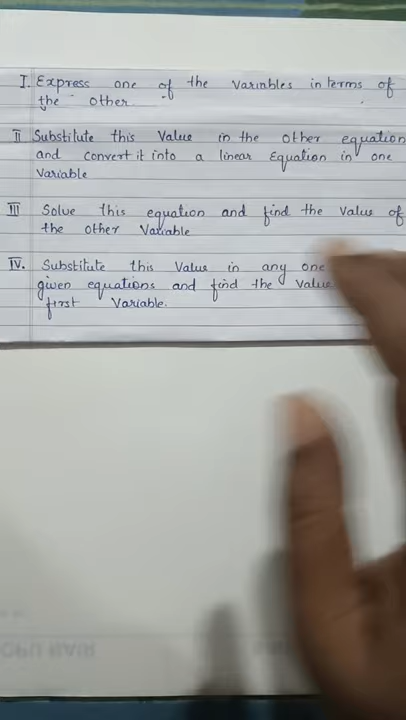 I. Express one of the Variables in terms of
the other
II Substitute this Value in the other equation
and convert it into a linear Equation in one
Variable
III Solve this equation and find the Value of
the other Variable
IV. Substitute this Value in any one
given equations and find the Value
first Variable.